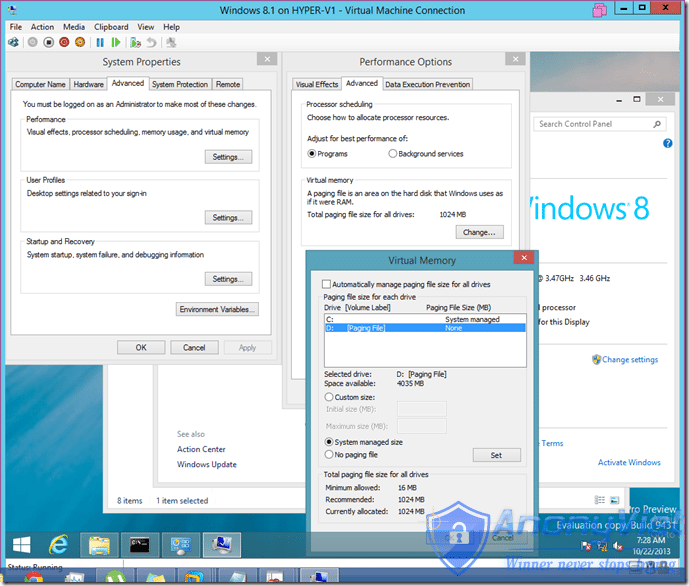 Windows 8.1 on HYPER-V1 - Virtual Machine Connection
File Action Media Clipboard View Help
System Properties
Computer Name Hardware Advanced System Protection Remote
You must be logged on as an Administrator to make most of these changes.
Performance
Visual effects, processor scheduling, memory usage, and virtual memory
Settings...
User Profiles
Desktop settings related to your sign-in
Settings...
Startup and Recovery
System startup, system failure, and debugging information
Settings...
Environment Variables...
OK Cancel Apply
Performance Options
Visual Effects Advanced Data Execution Prevention
Processor scheduling
Choose how to allocate processor resources.
Adjust for best performance of:
Programs Background services
Virtual memory
A paging file is an area on the hard disk that Windows uses as
if it were RAM.
Total paging file size for all drives: 1024 MB
Change...
Search Control Panel
indows 8
@ 3.47GHz 3.46 GHz
processor
for this Display
Change settings
Terms
Activate Windows
Virtual Memory
Automatically manage paging file size for all drives
Paging file size for each drive
Drive [Volume Label] Paging File Size (MB)
C: System managed
D: [Paging File] None
Selected drive: D: [Paging File]
Space available: 4035 MB
Custom size:
Initial size (MB):
Maximum size (MB):
System managed size
No paging file Set
Total paging file size for all drives
Minimum allowed: 16 MB
Recommended: 1024 MB
Currently allocated: 1024 MB
Cancel
See also
Action Center
Windows Update
8 items 1 item selected
Pro Preview
Evaluation copy. Build 9431
7:28 AM
10/22/2013
Status: Running
AnonyViet
Winner never stops trying